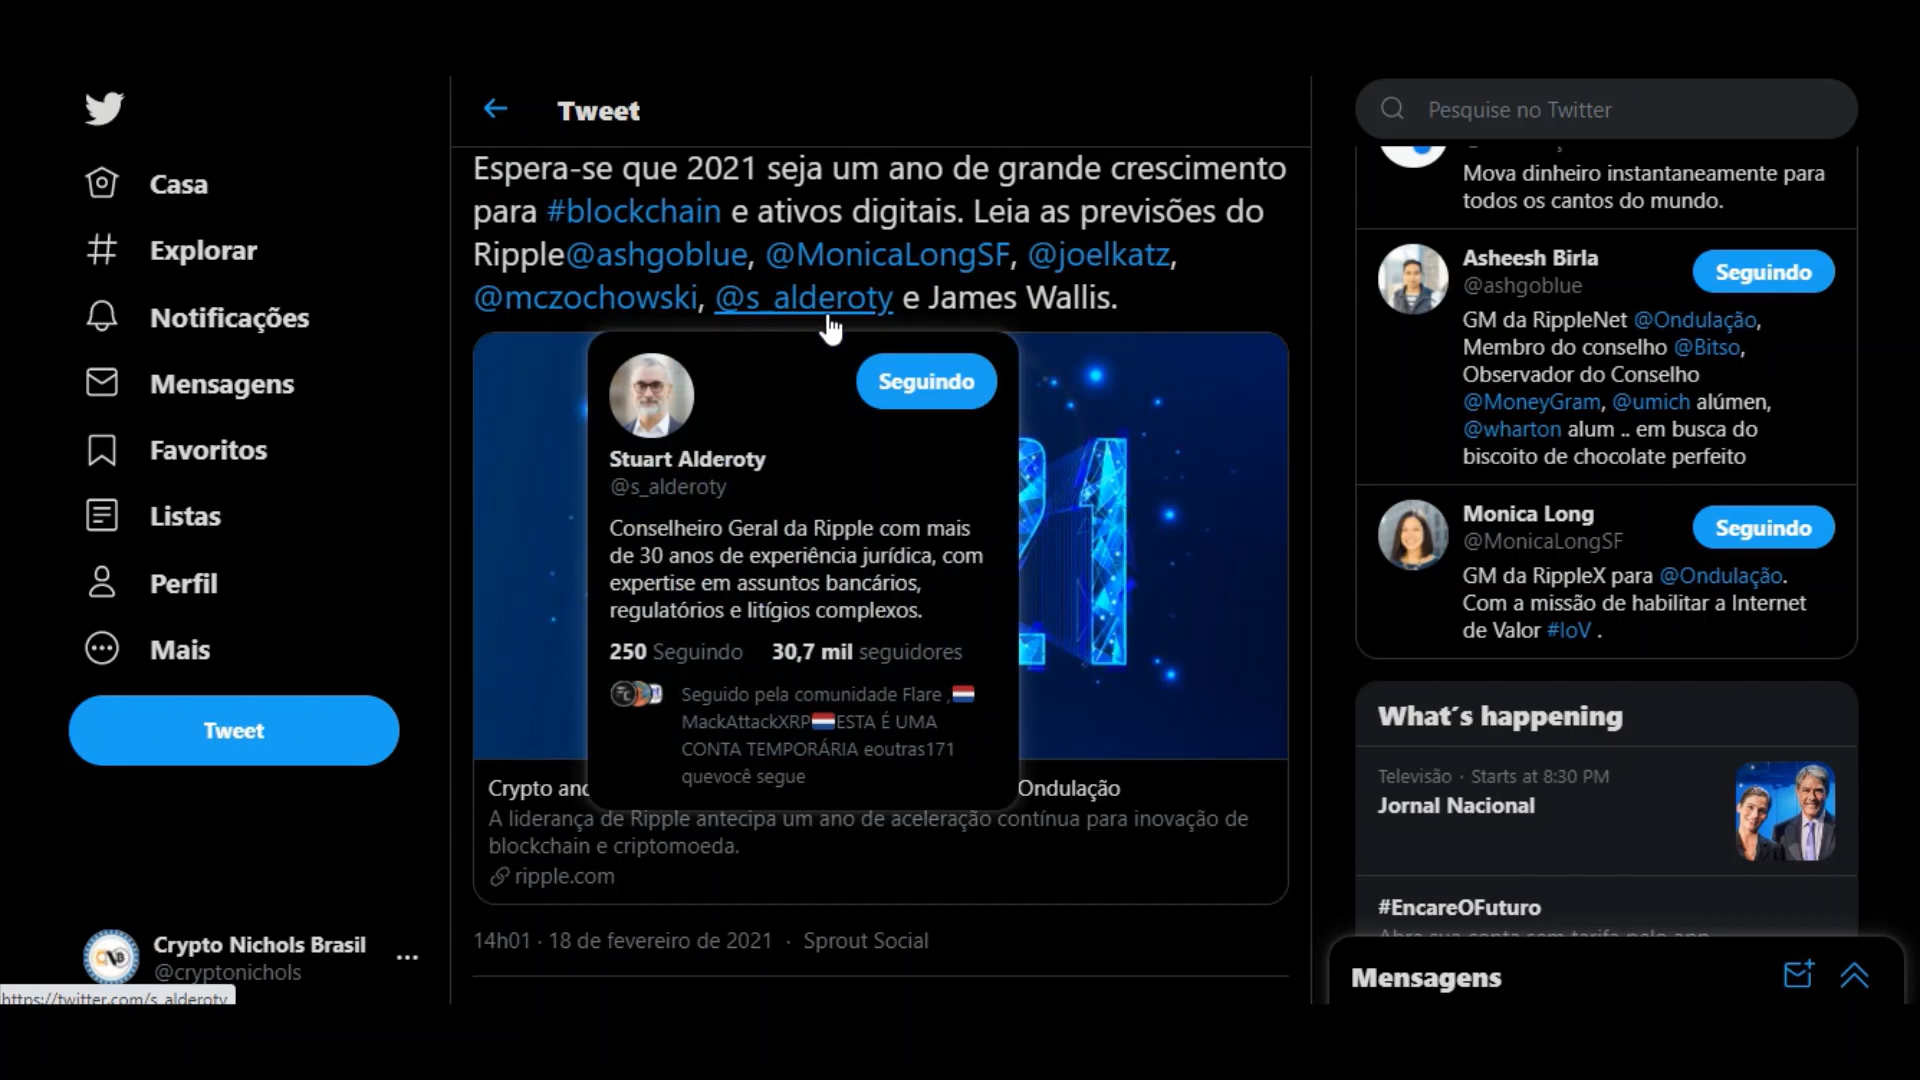 Tweet
Pesquise no Twitter
Casa
Explorar
Notificações
Mensagens
Favoritos
Listas
Perfil
Mais
Tweet
Crypto Nichols Brasil
@cryptonichols
https://twitter.com/s_alderoty
Espera-se que 2021 seja um ano de grande crescimento
para #blockchain e ativos digitais. Leia as previsões do
Ripple@ashgoblue, @MonicaLongSF, @joelkatz,
@mczochowski, @s_alderoty e James Wallis.
Seguindo
Stuart Alderoty
@s_alderoty
Conselheiro Geral da Ripple com mais
de 30 anos de experiência jurídica, com
expertise em assuntos bancários,
regulatórios e litígios complexos.
250 Seguindo 30,7 mil seguidores
Seguido pela comunidade Flare ,
MackAttackXRP ESTA É UMA
CONTA TEMPORÁRIA eoutras171
quevocê segue
21
Crypto and Ondulação
A liderança de Ripple antecipa um ano de aceleração contínua para inovação de
blockchain e criptomoeda.
ripple.com
14h01 · 18 de fevereiro de 2021 · Sprout Social
Mova dinheiro instantaneamente para
todos os cantos do mundo.
Asheesh Birla
@ashgoblue
Seguindo
GM da RippleNet @Ondulação,
Membro do conselho @Bitso,
Observador do Conselho
@MoneyGram, @umich alúmen,
@wharton alum .. em busca do
biscoito de chocolate perfeito
Monica Long
@MonicaLongSF
Seguindo
GM da RippleX para @Ondulação.
Com a missão de habilitar a Internet
de Valor #IoV .
What´s happening
Televisão · Starts at 8:30 PM
Jornal Nacional
#EncareOFuturo
Abra sua conta sem tarifa pelo app
Mensagens